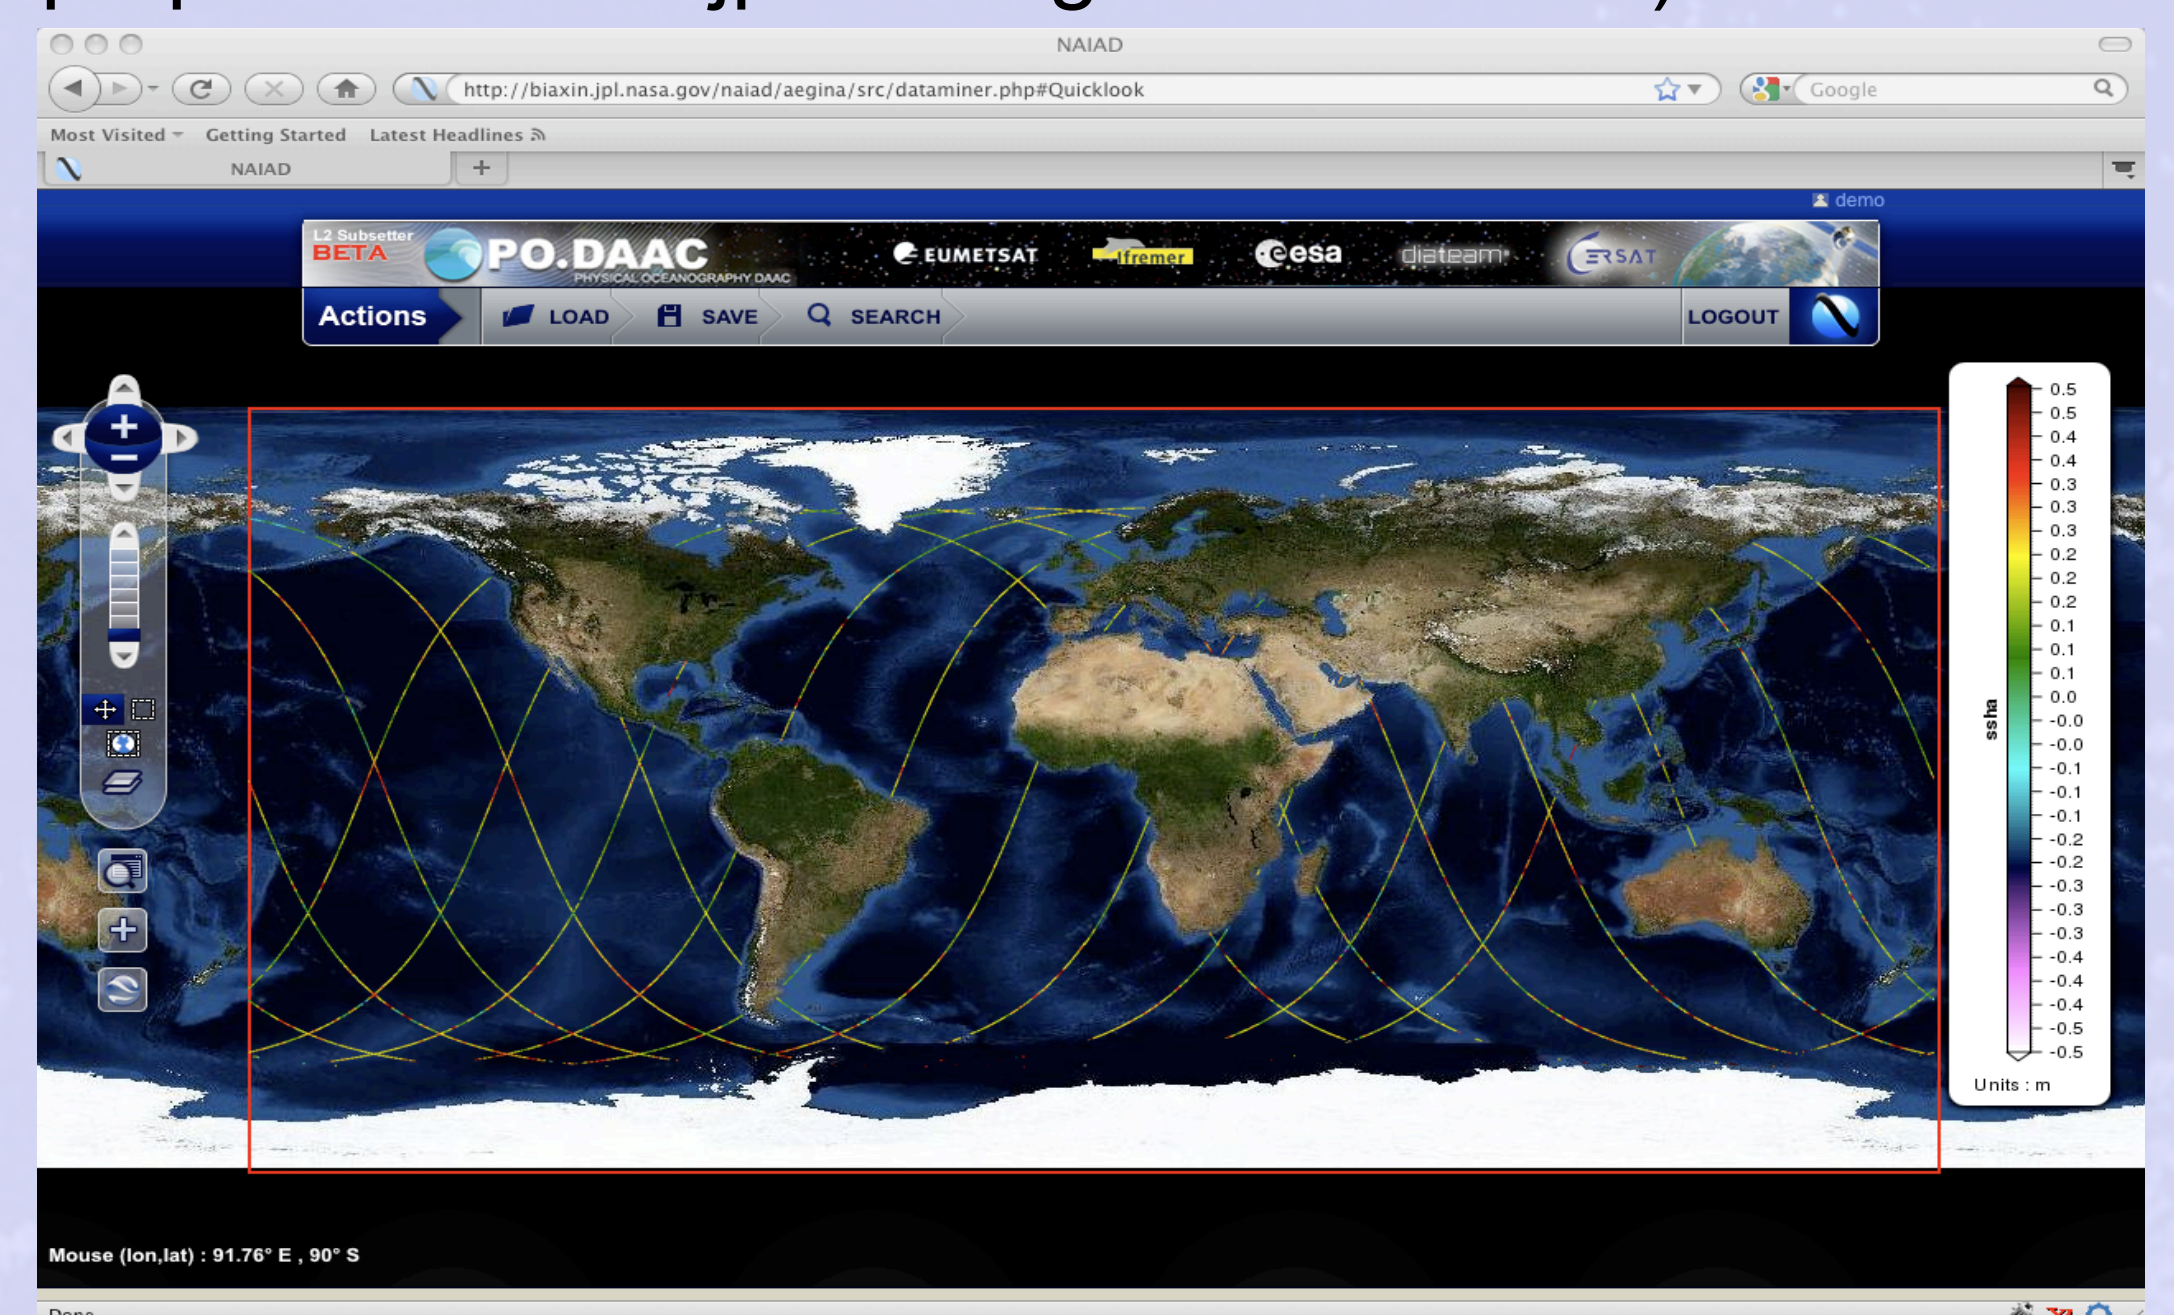 NAIAD
http://biaxin.jpl.nasa.gov/naiad/aegina/src/dataminer.php#Quicklook
Google
Most Visited Getting Started Latest Headlines
NAIAD
demo
L2 Subsetter
BETA
PO.DAAC
PHYSICAL OCEANOGRAPHY DAAC
EUMETSAT
Ifremer
esa
diateam
CERSAT
Actions LOAD SAVE SEARCH LOGOUT
0.5
0.5
0.4
0.4
0.3
0.3
0.3
0.2
0.2
0.2
0.1
0.1
0.1
0.0
-0.0
-0.0
-0.1
-0.1
-0.1
-0.2
-0.2
-0.3
-0.3
-0.3
-0.4
-0.4
-0.4
-0.5
-0.5
ssha
Units : m
Mouse (lon,lat) : 91.76° E , 90° S